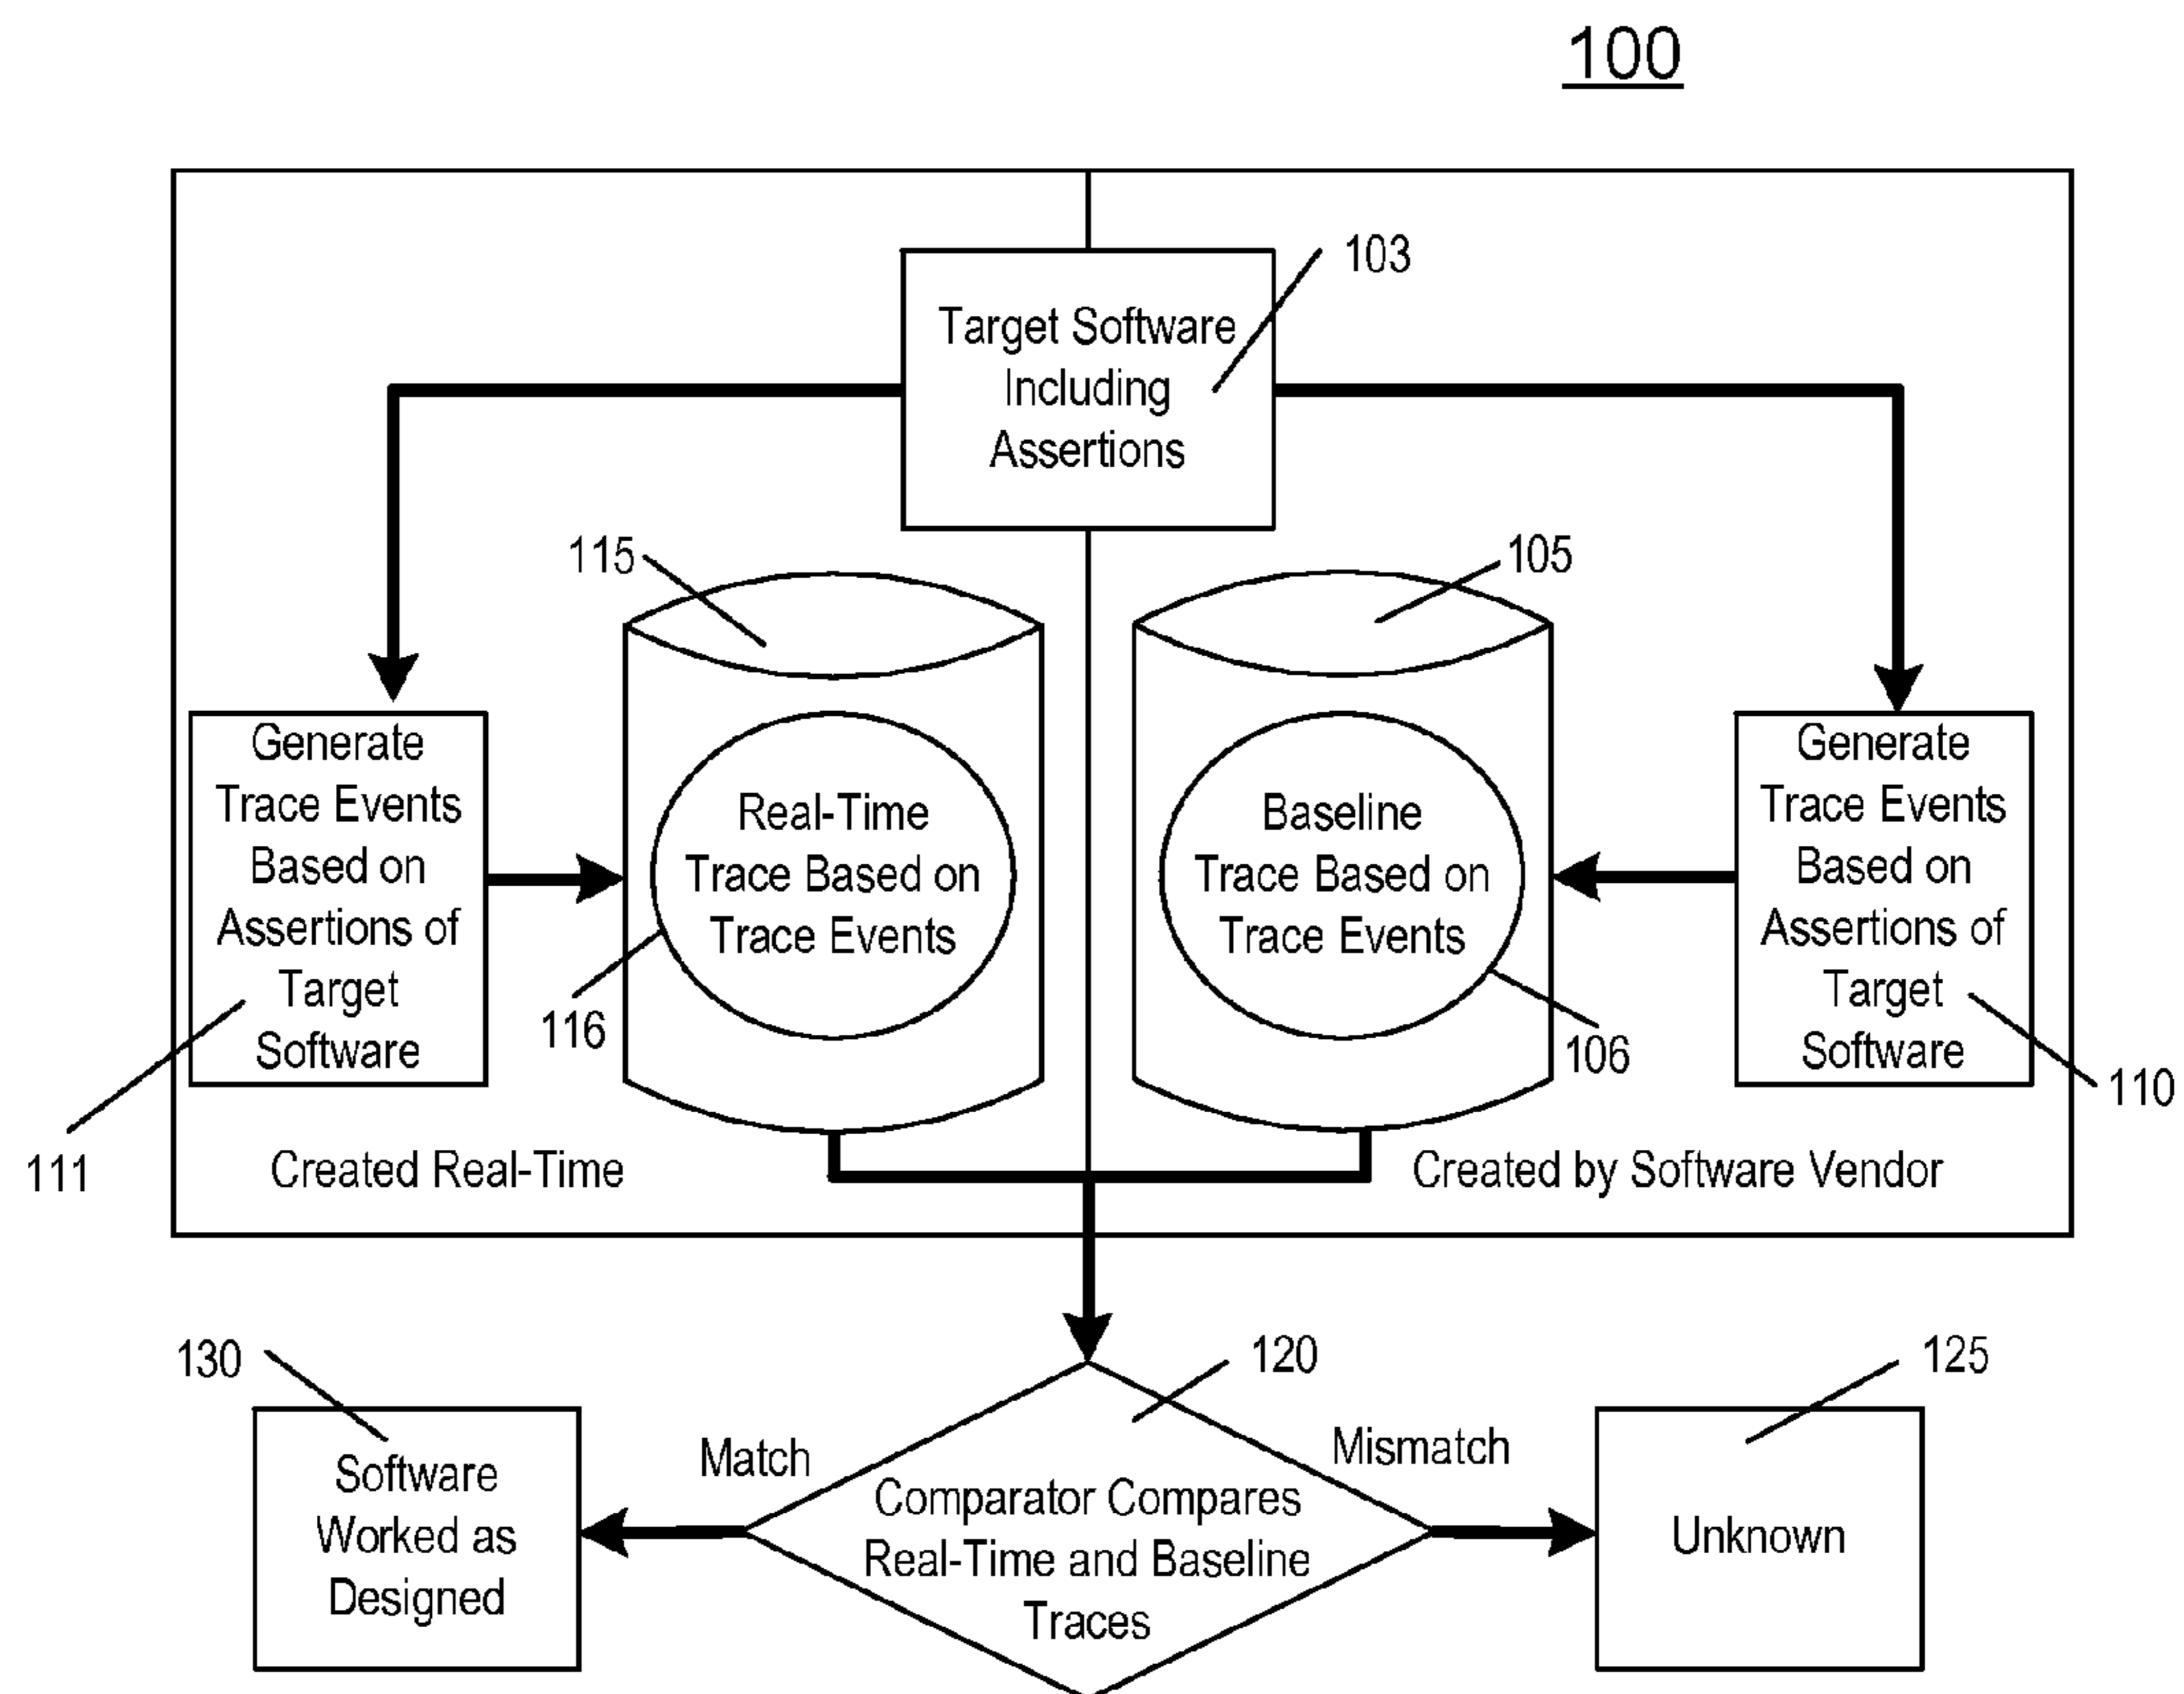 100
103
Target Software
Including
Assertions
115
105
Generate
Trace Events
Based on
Assertions of
Target
Software
Real-Time
Trace Based on
Trace Events
Baseline
Trace Based on
Trace Events
Generate
Trace Events
Based on
Assertions of
Target
Software
116
106
110
111
Created Real-Time
Created by Software Vendor
130
120
125
Match
Mismatch
Software
Worked as
Designed
Comparator Compares
Real-Time and Baseline
Traces
Unknown